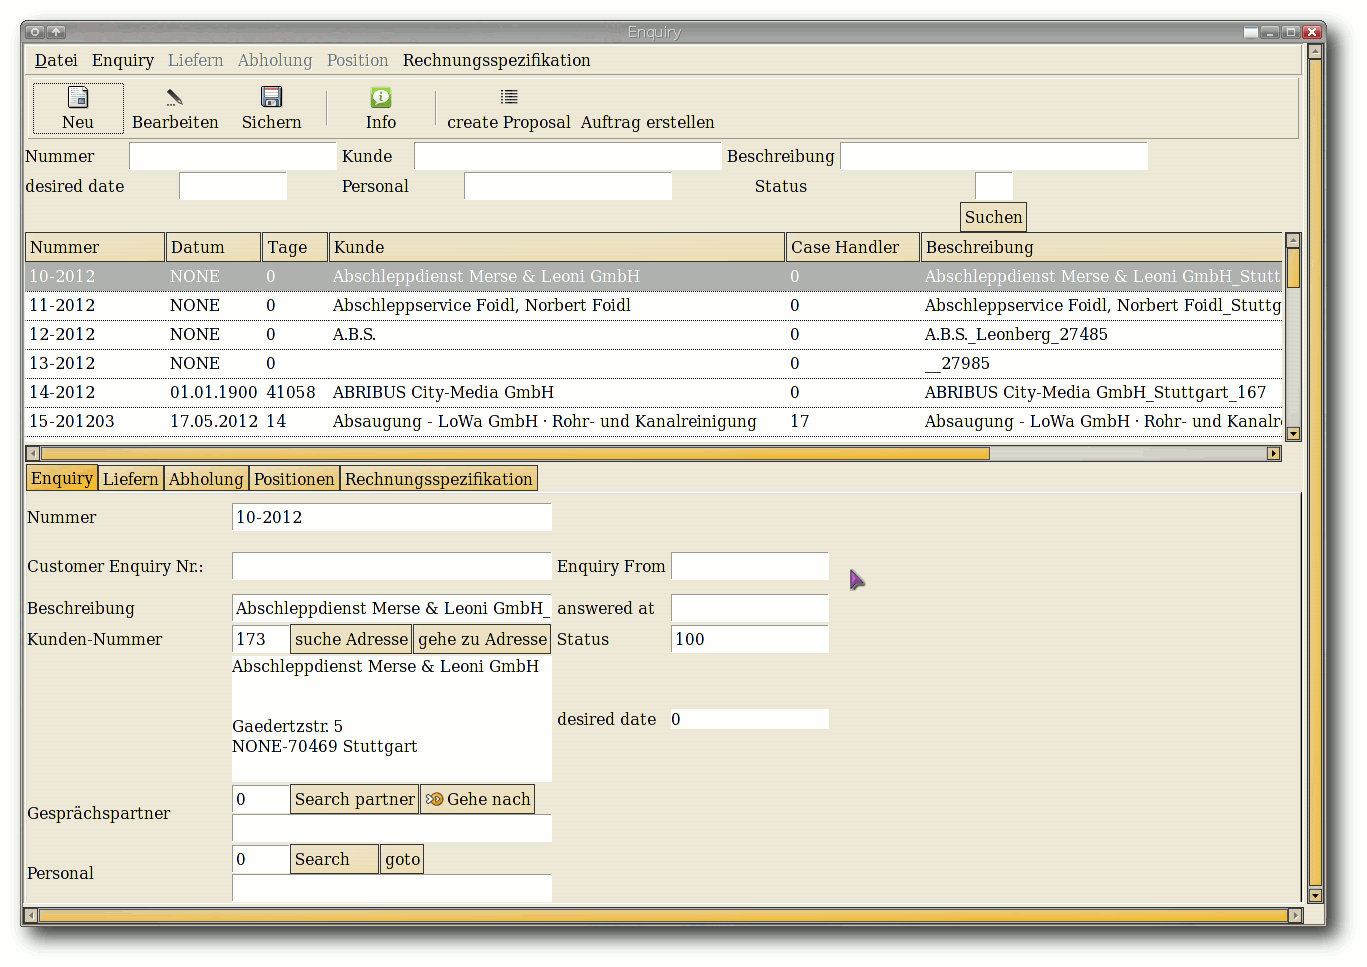 Enquiry
Datei Enquiry Liefern Abholung Position Rechnungsspezifikation
Neu Bearbeiten Sichern Info create Proposal Auftrag erstellen
Nummer Kunde Beschreibung
desired date Personal Status
Suchen
Nummer Datum Tage Kunde Case Handler Beschreibung
10-2012 NONE 0 Abschleppdienst Merse & Leoni GmbH 0 Abschleppdienst Merse & Leoni GmbH_Stutt
11-2012 NONE 0 Abschleppservice Foidl, Norbert Foidl 0 Abschleppservice Foidl, Norbert Foidl_Stuttg
12-2012 NONE 0 A.B.S. 0 A.B.S._Leonberg_27485
13-2012 NONE 0 0 __27985
14-2012 01.01.1900 41058 ABRIBUS City-Media GmbH 0 ABRIBUS City-Media GmbH_Stuttgart_167
15-201203 17.05.2012 14 Absaugung - LoWa GmbH · Rohr- und Kanalreinigung 17 Absaugung - LoWa GmbH · Rohr- und Kanalr
Enquiry Liefern Abholung Positionen Rechnungsspezifikation
Nummer 10-2012
Customer Enquiry Nr.: Enquiry From
Beschreibung Abschleppdienst Merse & Leoni GmbH_ answered at
Kunden-Nummer 173 suche Adresse gehe zu Adresse Status 100
Abschleppdienst Merse & Leoni GmbH
desired date 0
Gaedertzstr. 5
NONE-70469 Stuttgart
Gesprächspartner 0 Search partner Gehe nach
Personal 0 Search goto